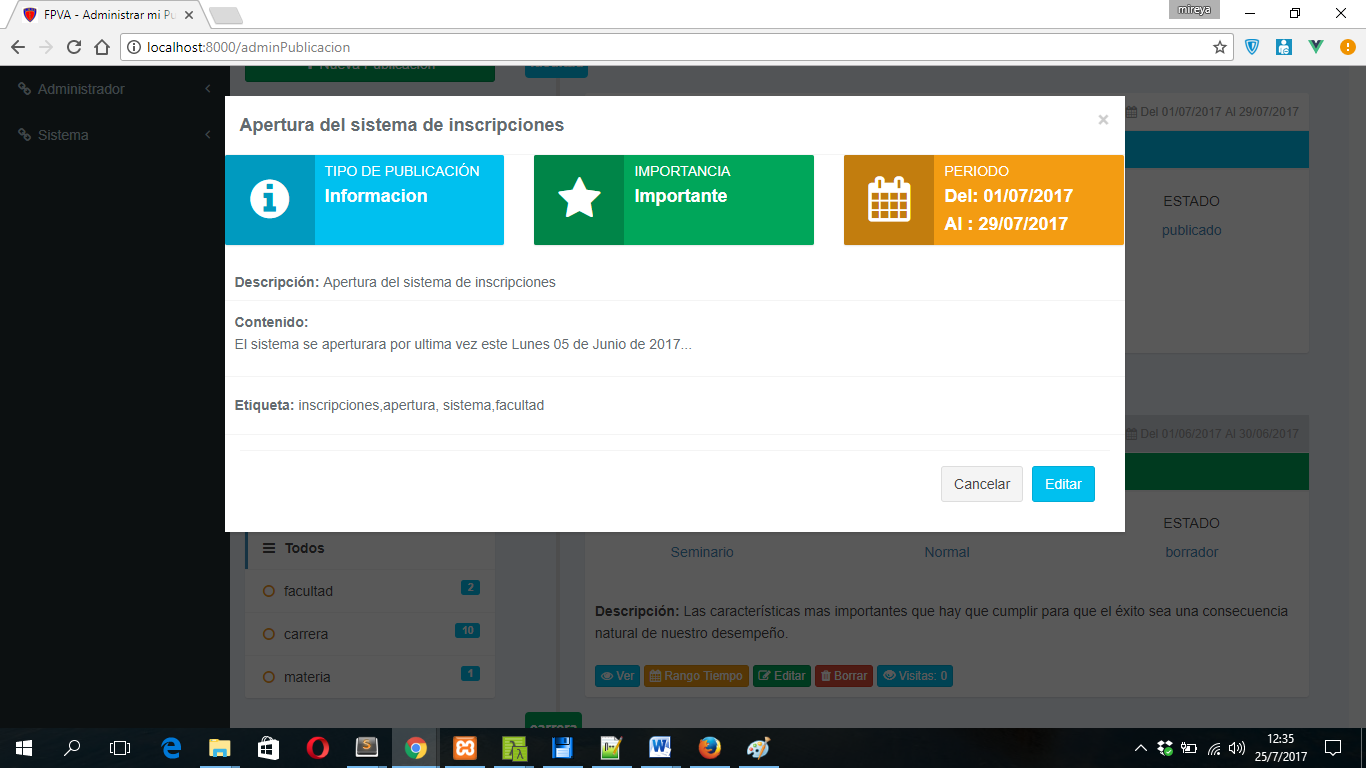 FPVA - Administrar mi Pu
mireya
localhost:8000/adminPublicacion
Nueva Publicación
Administrador
Sistema
Del 01/07/2017 Al 29/07/2017
Apertura del sistema de inscripciones
×
TIPO DE PUBLICACIÓN
Informacion
IMPORTANCIA
Importante
PERIODO
Del: 01/07/2017
Al : 29/07/2017
ESTADO
publicado
Descripción: Apertura del sistema de inscripciones
Contenido:
El sistema se aperturara por ultima vez este Lunes 05 de Junio de 2017...
Etiqueta: inscripciones,apertura, sistema,facultad
Del 01/06/2017 Al 30/06/2017
Cancelar
Editar
ESTADO
Todos
Seminario
Normal
borrador
facultad 2
carrera 10
materia 1
Descripción: Las características mas importantes que hay que cumplir para que el éxito sea una consecuencia
natural de nuestro desempeño.
Ver
Rango Tiempo
Editar
Borrar
Visitas: 0
carrera
12:35
25/7/2017